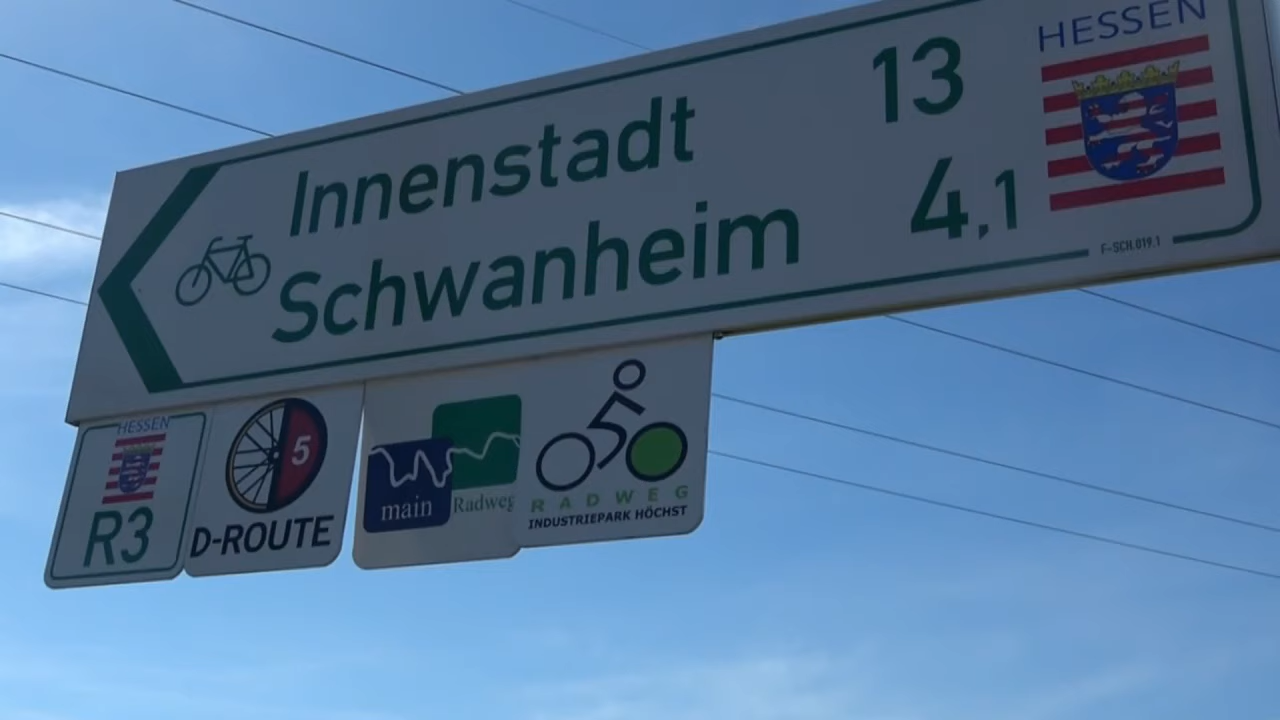 HESSEN
Innenstadt 13
Schwanheim 4,1
F-SCH.019.1
HESSEN
R3
5
D-ROUTE
main Radweg
RADWEG
INDUSTRIEPARK HÖCHST